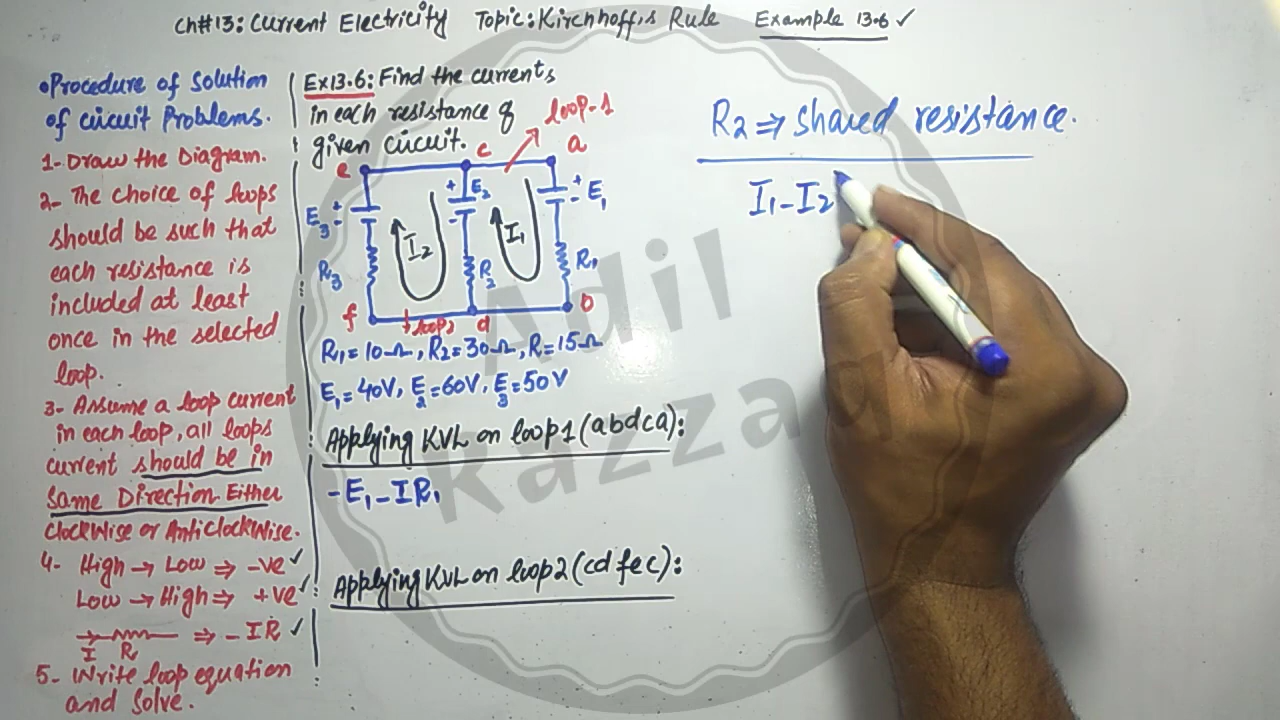 Ch#13: Current Electricity Topic: Kirchhoff,s Rule Example 13.6 ✓
•Procedure of Solution
of circuit Problems.
1- Draw the Diagram.
2- The choice of loops
should be such that
each resistance is
included at least
once in the selected
loop.
3- Assume a loop current
in each loop, all loops
current should be in
Same Direction Either
Clockwise or AntiClockwise.
4- High → Low ⇒ -ve ✓
Low → High ⇒ +ve ✓
I R ⇒ - IR ✓
5- Write loop equation
and solve.
Ex13.6: Find the currents
in each resistance of
given circuit.
loop-1
e c a
E3 + - + E2 - + - E1
I2 I1
R3 R2 R1
f loop2 d b
R1=10Ω, R2=30Ω, R=15Ω
E1=40V, E2=60V, E3=50V
Applying KVL on loop1 (abdca):
-E1-IR1
Applying KVL on loop2 (cdfec):
R2 ⇒ shared resistance.
I1-I2
Adil
Razzaq